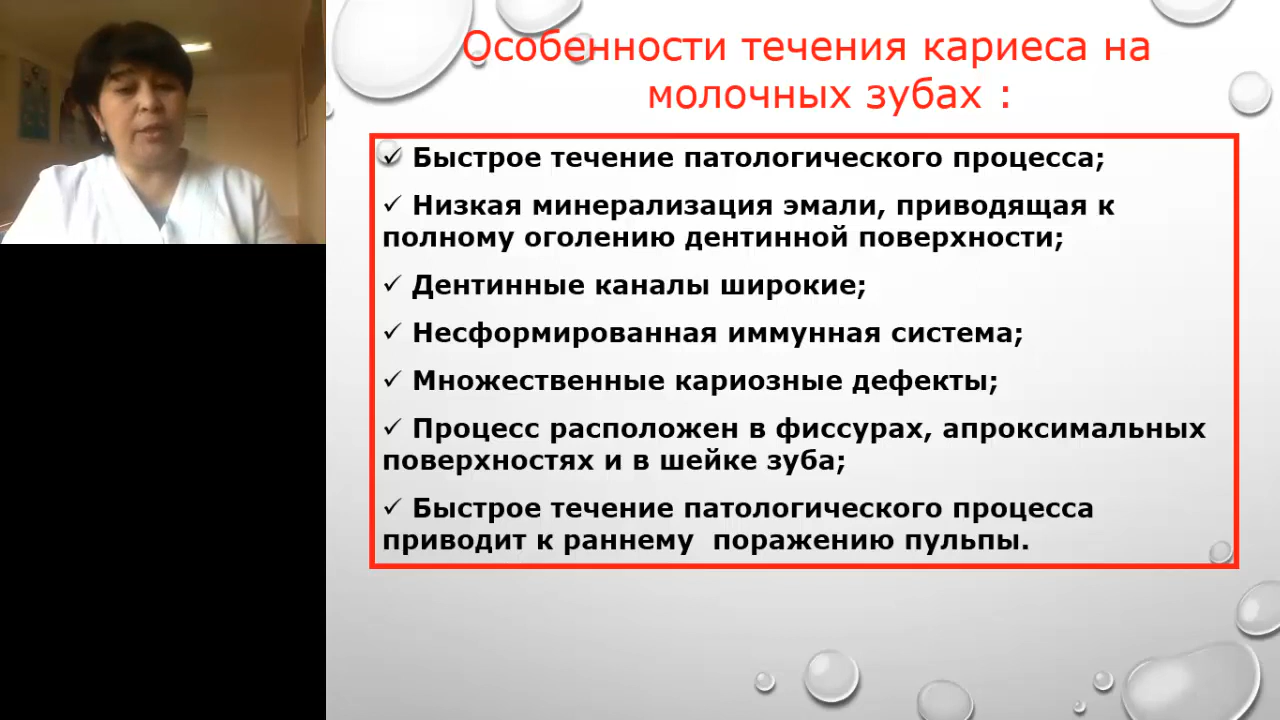 Особенности течения кариеса на
молочных зубах :
✓ Быстрое течение патологического процесса;
✓ Низкая минерализация эмали, приводящая к
полному оголению дентинной поверхности;
✓ Дентинные каналы широкие;
✓ Несформированная иммунная система;
✓ Множественные кариозные дефекты;
✓ Процесс расположен в фиссурах, апроксимальных
поверхностях и в шейке зуба;
✓ Быстрое течение патологического процесса
приводит к раннему  поражению пульпы.